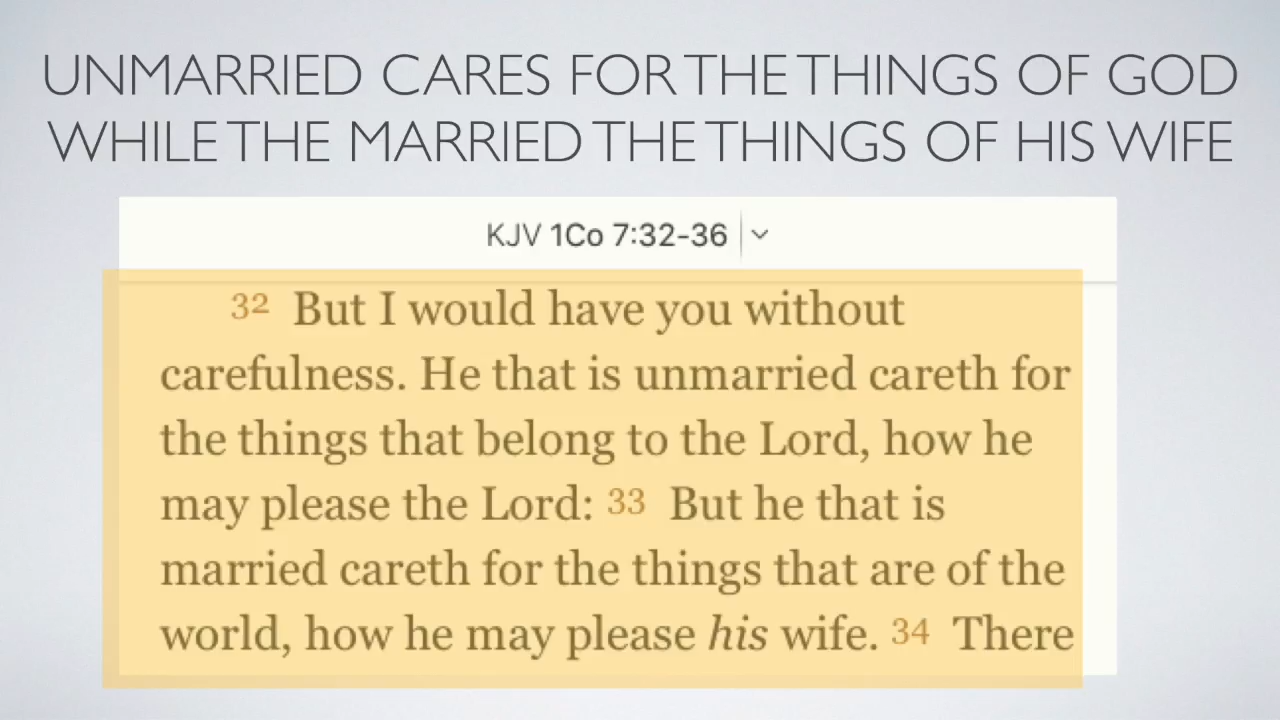 UNMARRIED CARES FOR THE THINGS OF GOD
WHILE THE MARRIED THE THINGS OF HIS WIFE
KJV 1Co 7:32-36
32 But I would have you without
carefulness. He that is unmarried careth for
the things that belong to the Lord, how he
may please the Lord: 33 But he that is
married careth for the things that are of the
world, how he may please his wife. 34 There